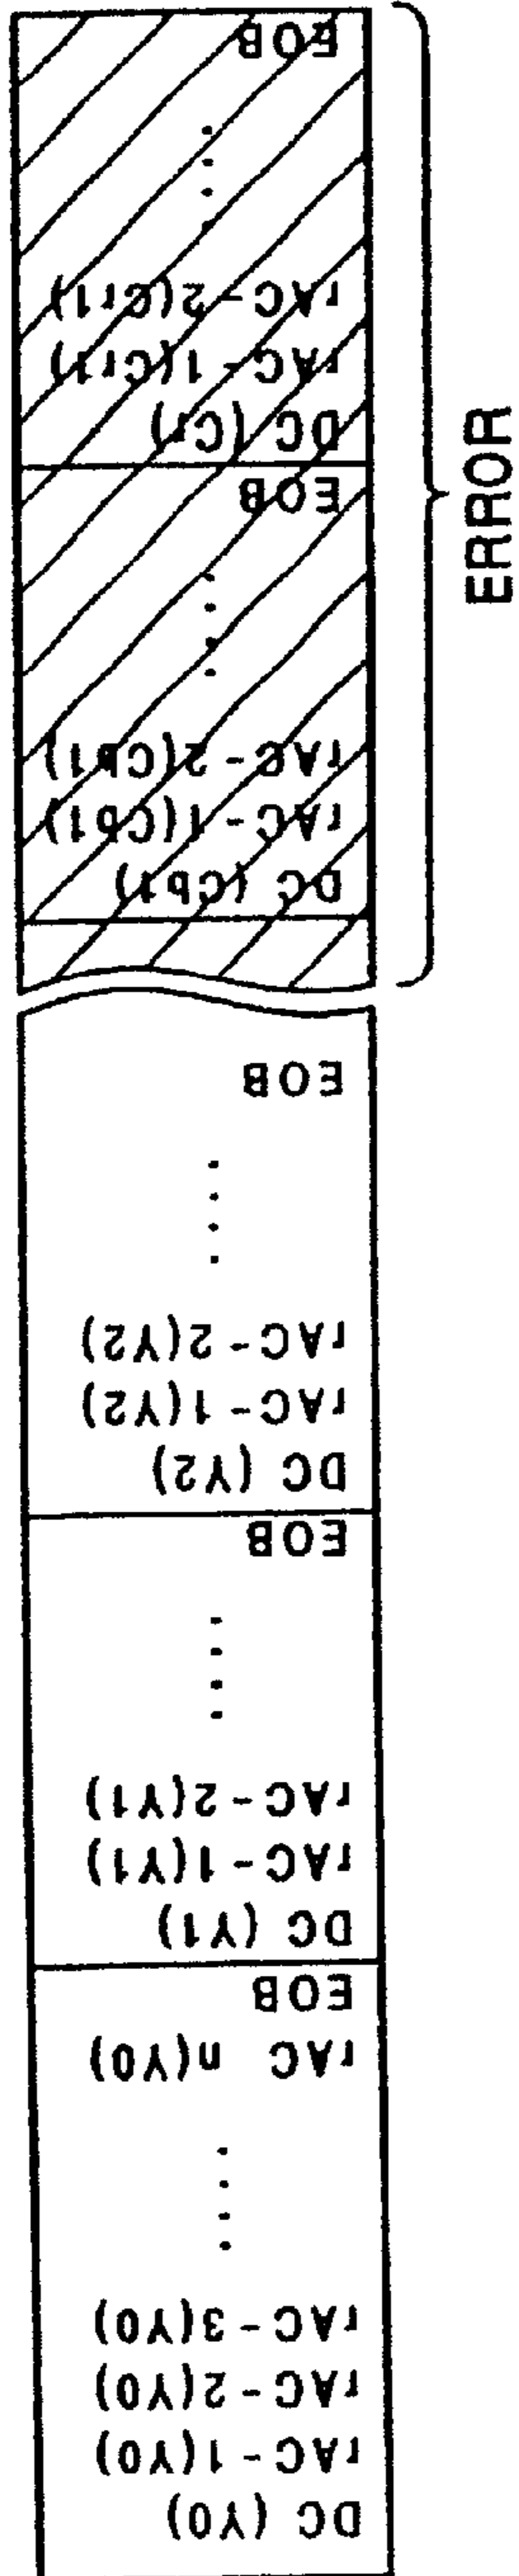 DC (Y0)
rAC-1(Y0)
rAC-2(Y0)
rAC-3(Y0)
....
rAC n(Y0)
EOB
DC (Y1)
rAC-1(Y1)
rAC-2(Y1)
....
EOB
DC (Y2)
rAC-1(Y2)
rAC-2(Y2)
....
EOB
DC (Cb1)
rAC-1(Cb1)
rAC-2(Cb1)
....
EOB
DC (Cr)
rAC-1(Cr1)
rAC-2(Cr1)
....
EOB
ERROR